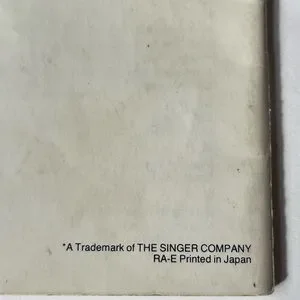 *A Trademark of THE SINGER COMPANY
RA-E Printed in Japan